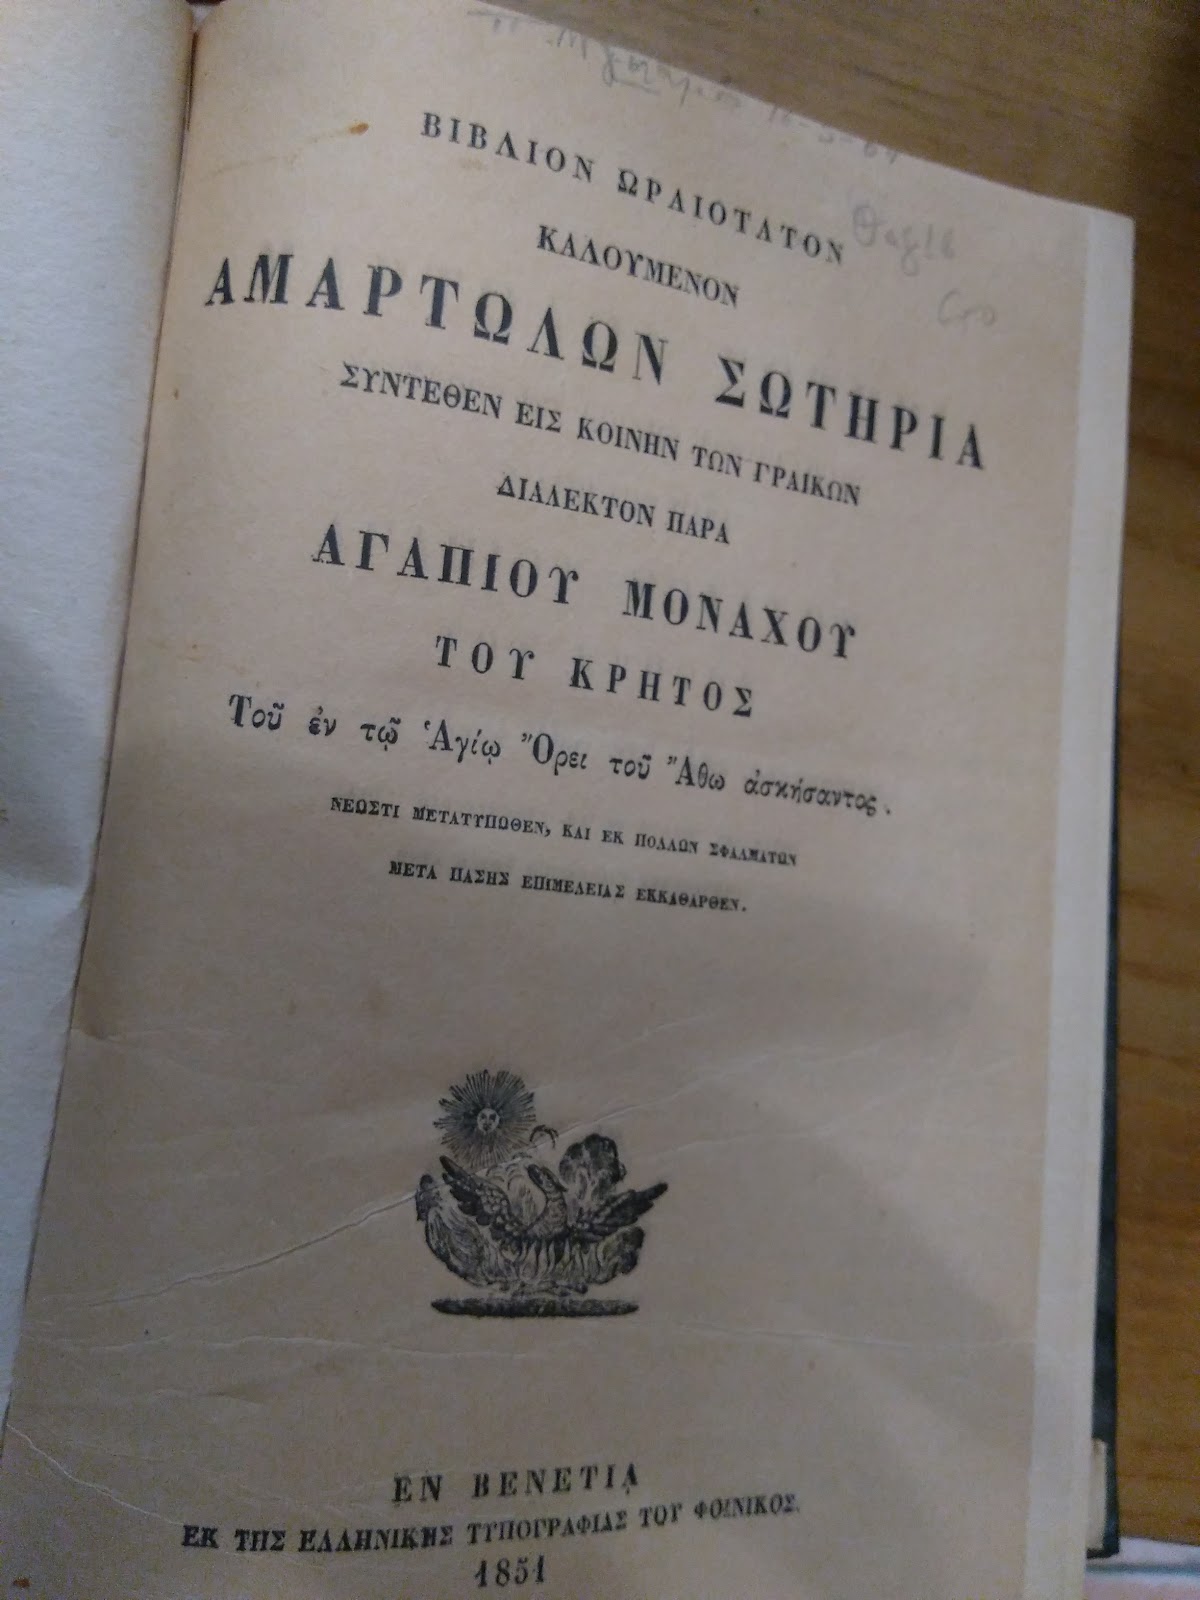 ΒΙΒΛΙΟΝ ΩΡΑΙΟΤΑΤΟΝ
ΚΑΛΟΥΜΕΝΟΝ
ΑΜΑΡΤΩΛΩΝ ΣΩΤΗΡΙΑ
ΣΥΝΤΕΘΕΝ ΕΙΣ ΚΟΙΝΗΝ ΤΩΝ ΓΡΑΙΚΩΝ
ΔΙΑΛΕΚΤΟΝ ΠΑΡΑ
ΑΓΑΠΙΟΥ ΜΟΝΑΧΟΥ
ΤΟΥ ΚΡΗΤΟΣ
Τοῦ ἐν τῷ Ἁγίῳ Ὄρει τοῦ Ἄθω ἀσκήσαντος.
ΝΕΩΣΤΙ ΜΕΤΑΤΥΠΩΘΕΝ, ΚΑΙ ΕΚ ΠΟΛΛΩΝ ΣΦΑΛΜΑΤΩΝ
ΜΕΤΑ ΠΑΣΗΣ ΕΠΙΜΕΛΕΙΑΣ ΕΚΚΑΘΑΡΘΕΝ.
ΕΝ ΒΕΝΕΤΙᾼ
ΕΚ ΤΗΣ ΕΛΛΗΝΙΚΗΣ ΤΥΠΟΓΡΑΦΙΑΣ ΤΟΥ ΦΟΙΝΙΚΟΣ.
1851